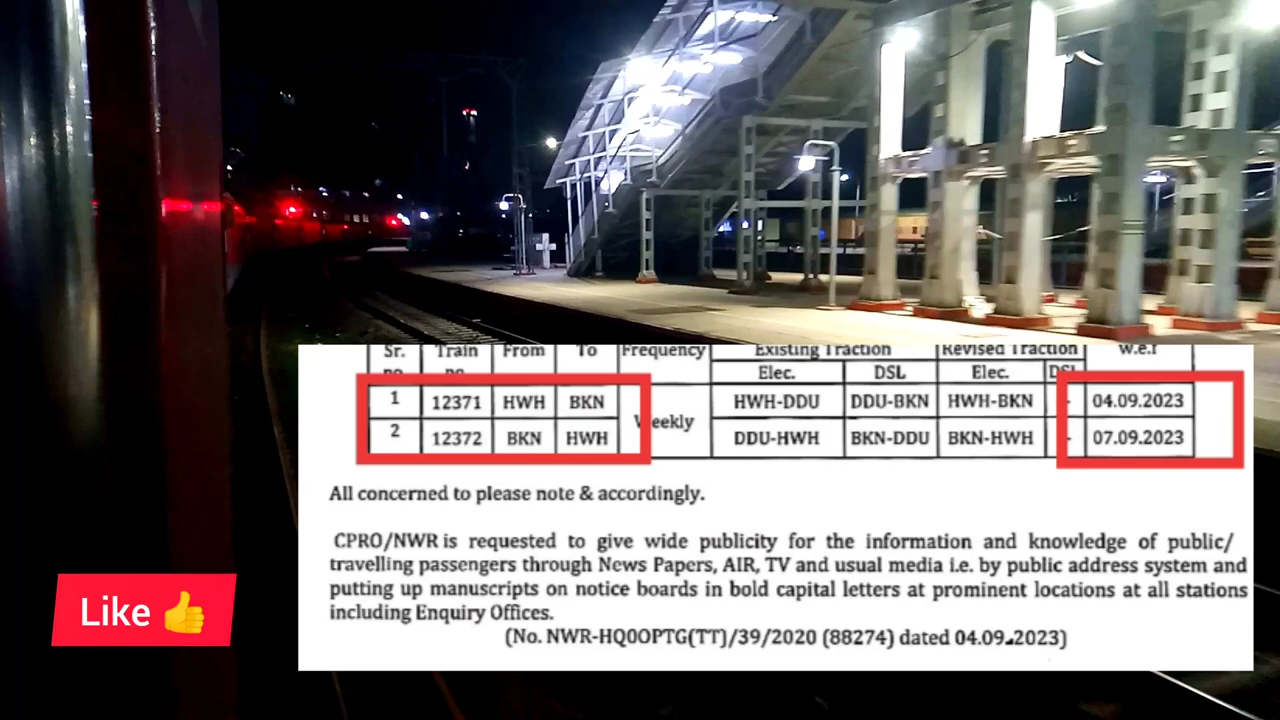 Sr. Train From To Frequency Existing Traction Revised Traction w.e.f
no. no. Elec. DSL Elec. DSL
1 12371 HWH BKN HWH-DDU DDU-BKN HWH-BKN - 04.09.2023
Weekly
2 12372 BKN HWH DDU-HWH BKN-DDU BKN-HWH - 07.09.2023
All concerned to please note & accordingly.
CPRO/NWR is requested to give wide publicity for the information and knowledge of public/
travelling passengers through News Papers, AIR, TV and usual media i.e. by public address system and
putting up manuscripts on notice boards in bold capital letters at prominent locations at all stations
including Enquiry Offices.
(No. NWR-HQ0OPTG(TT)/39/2020 (88274) dated 04.09.2023)
Like 👍